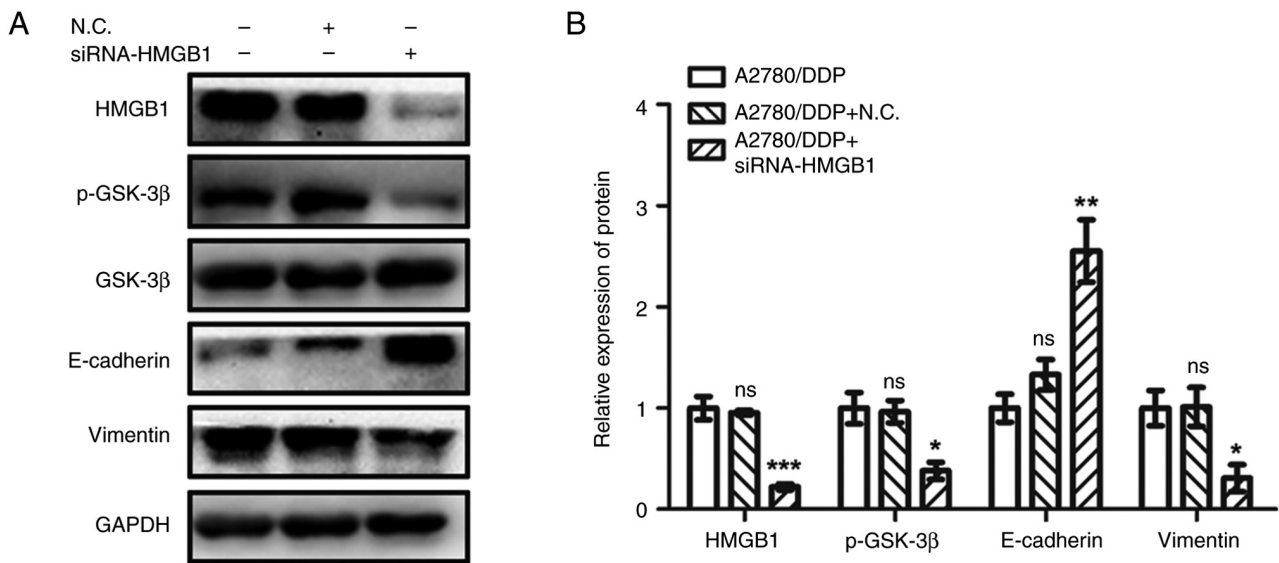 A
N.C. – + –
siRNA-HMGB1 – – +
HMGB1
p-GSK-3β
GSK-3β
E-cadherin
Vimentin
GAPDH
B
A2780/DDP
A2780/DDP+N.C.
A2780/DDP+
siRNA-HMGB1
Relative expression of protein
4
3
2
1
0
ns
***
ns
*
ns
**
ns
*
HMGB1
p-GSK-3β
E-cadherin
Vimentin